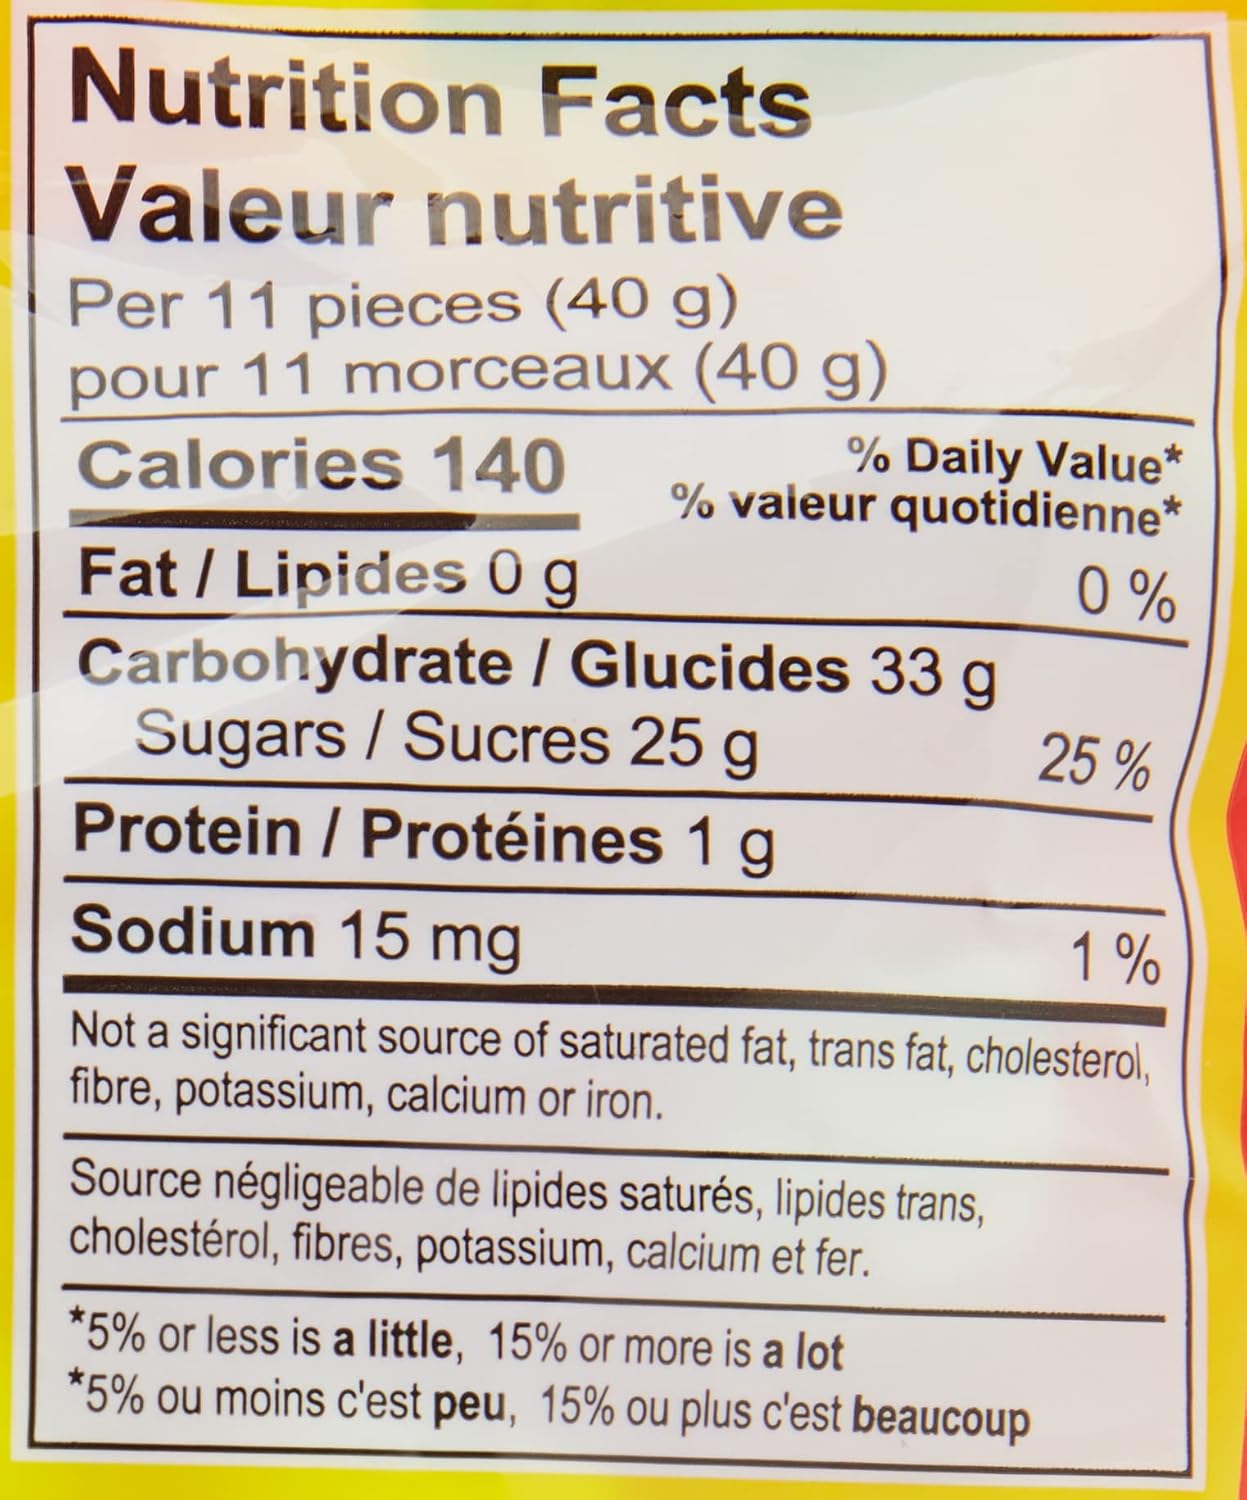 Nutrition Facts
Valeur nutritive
Per 11 pieces (40 g)
pour 11 morceaux (40 g)
Calories 140
% Daily Value*
% valeur quotidienne*
Fat / Lipides 0 g 0 %
Carbohydrate / Glucides 33 g
Sugars / Sucres 25 g 25 %
Protein / Protéines 1 g
Sodium 15 mg 1 %
Not a significant source of saturated fat, trans fat, cholesterol,
fibre, potassium, calcium or iron.
Source négligeable de lipides saturés, lipides trans,
cholestérol, fibres, potassium, calcium et fer.
*5% or less is a little, 15% or more is a lot
*5% ou moins c'est peu, 15% ou plus c'est beaucoup